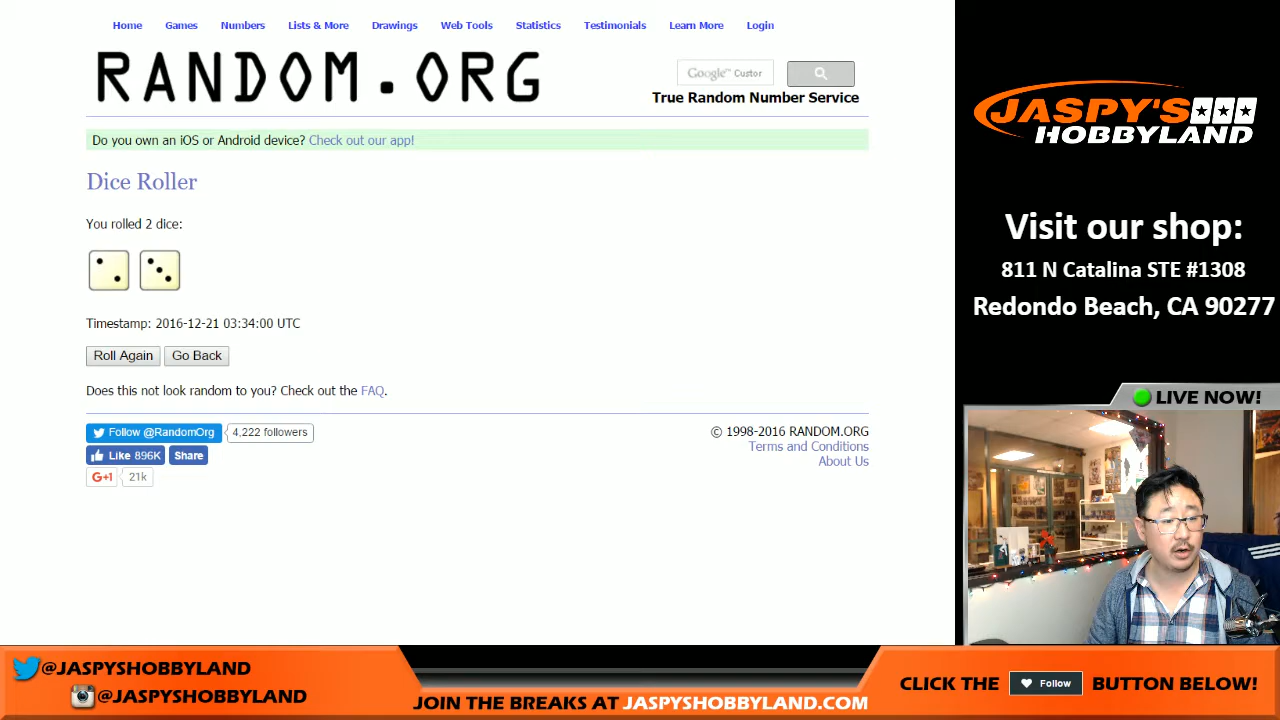 Home Games Numbers Lists & More Drawings Web Tools Statistics Testimonials Learn More Login
RANDOM.ORG
Google™ Custor
True Random Number Service
Do you own an iOS or Android device? Check out our app!
Dice Roller
You rolled 2 dice:
Timestamp: 2016-12-21 03:34:00 UTC
Roll Again Go Back
Does this not look random to you? Check out the FAQ.
Follow @RandomOrg 4,222 followers
Like 896K Share
G+1 21k
© 1998-2016 RANDOM.ORG
Terms and Conditions
About Us
JASPY'S
HOBBYLAND
Visit our shop:
811 N Catalina STE #1308
Redondo Beach, CA 90277
LIVE NOW!
@JASPYSHOBBYLAND
@JASPYSHOBBYLAND
JOIN THE BREAKS AT JASPYSHOBBYLAND.COM
CLICK THE Follow BUTTON BELOW!